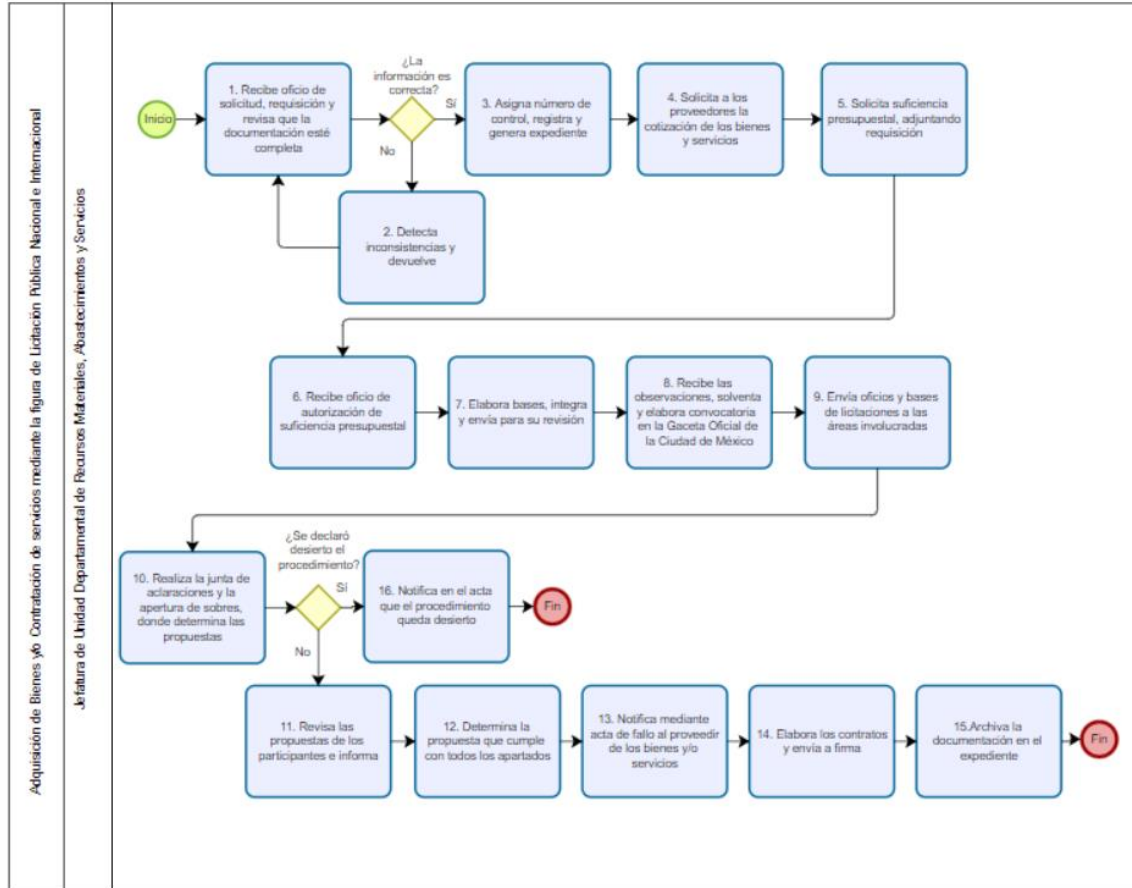 Adquisición de Bienes y/o Contratación de servicios mediante la figura de Licitación Pública Nacional e Internacional
Jefatura de Unidad Departamental de Recursos Materiales, Abastecimientos y Servicios
Inicio
1. Recibe oficio de
solicitud, requisición y
revisa que la
documentación esté
completa
¿La
información es
correcta?
Sí
No
2. Detecta
inconsistencias y
devuelve
3. Asigna número de
control, registra y
genera expediente
4. Solicita a los
proveedores la
cotización de los bienes
y servicios
5. Solicita suficiencia
presupuestal, adjuntando
requisición
6. Recibe oficio de
autorización de
suficiencia presupuestal
7. Elabora bases, integra
y envía para su revisión
8. Recibe las
observaciones, solventa
y elabora convocatoria
en la Gaceta Oficial de
la Ciudad de México
9. Envía oficios y bases
de licitaciones a las
áreas involucradas
10. Realiza la junta de
aclaraciones y la
apertura de sobres,
donde determina las
propuestas
¿Se declaró
desierto el
procedimiento?
Sí
No
16. Notifica en el acta
que el procedimiento
queda desierto
Fin
11. Revisa las
propuestas de los
participantes e informa
12. Determina la
propuesta que cumple
con todos los apartados
13. Notifica mediante
acta de fallo al proveedir
de los bienes y/o
servicios
14. Elabora los contratos
y envía a firma
15.Archiva la
documentación en el
expediente
Fin